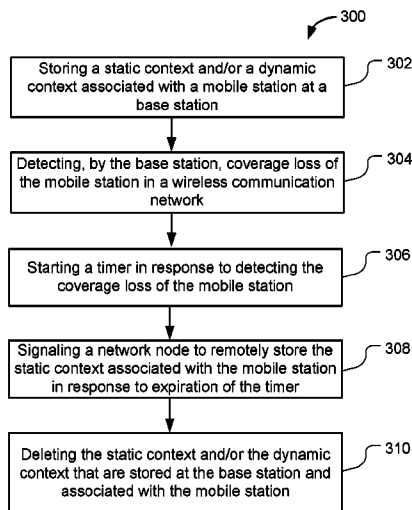 300
Storing a static context and/or a dynamic
context associated with a mobile station at a
base station
302
Detecting, by the base station, coverage loss of
the mobile station in a wireless communication
network
304
Starting a timer in response to detecting the
coverage loss of the mobile station
306
Signaling a network node to remotely store the
static context associated with the mobile station
in response to expiration of the timer
308
Deleting the static context and/or the dynamic
context that are stored at the base station and
associated with the mobile station
310